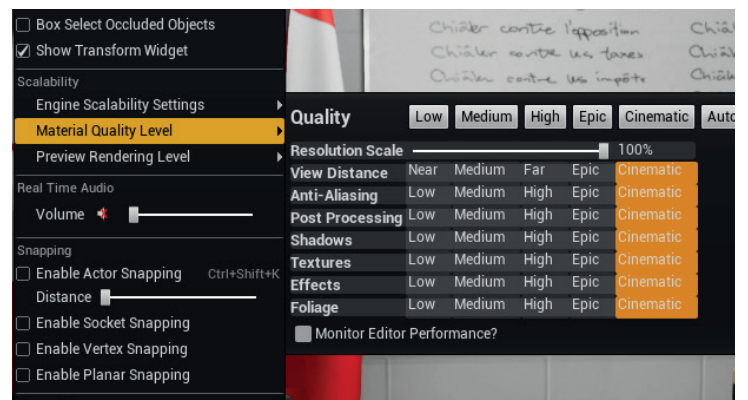 Box Select Occluded Objects
Show Transform Widget
Scalability
Engine Scalability Settings
Material Quality Level
Preview Rendering Level
Real Time Audio
Volume
Snapping
Enable Actor Snapping Ctrl+Shift+K
Distance
Enable Socket Snapping
Enable Vertex Snapping
Enable Planar Snapping
contre l'opposition
contre les taxes
contre les impôts
Quality Low Medium High Epic Cinematic Auto
Resolution Scale 100%
View Distance Near Medium Far Epic Cinematic
Anti-Aliasing Low Medium High Epic Cinematic
Post Processing Low Medium High Epic Cinematic
Shadows Low Medium High Epic Cinematic
Textures Low Medium High Epic Cinematic
Effects Low Medium High Epic Cinematic
Foliage Low Medium High Epic Cinematic
Monitor Editor Performance?